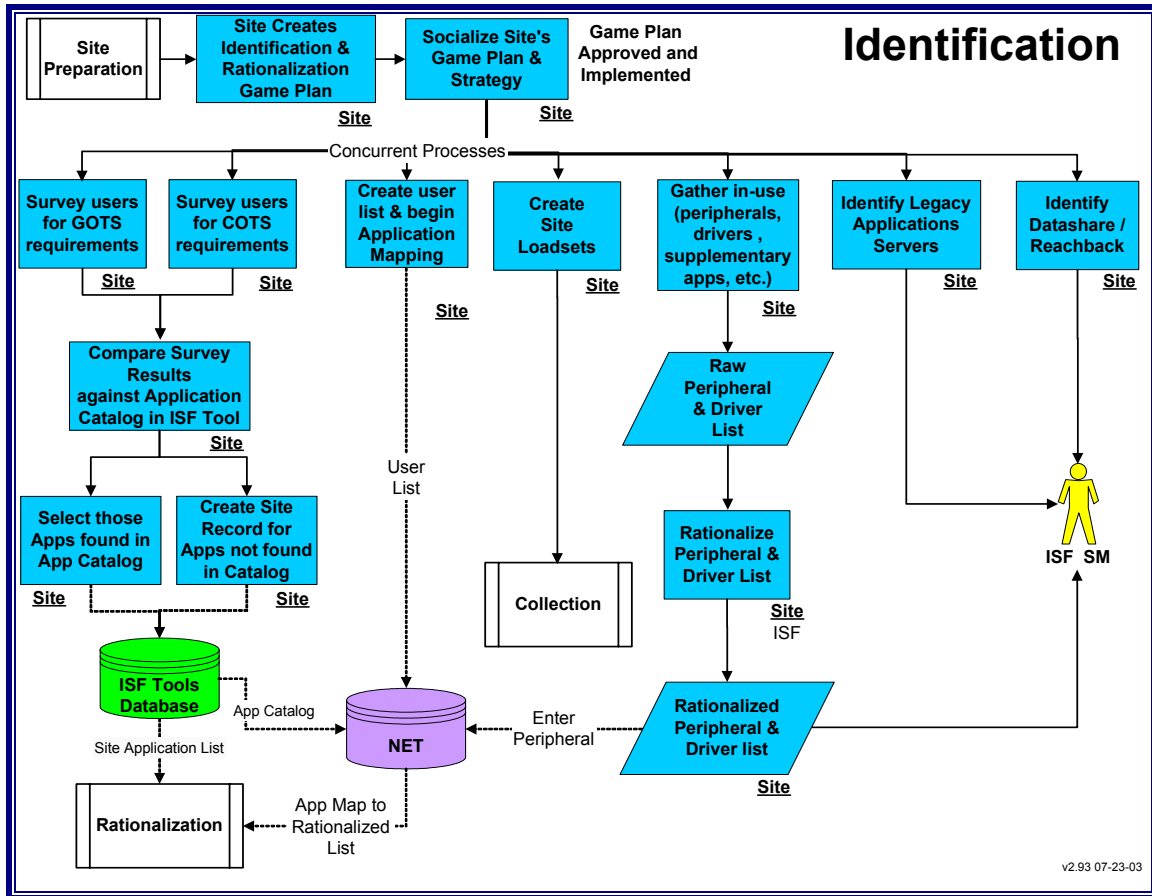 Identification
Site
Preparation
Site Creates
Identification &
Rationalization
Game Plan
Site
Socialize Site's
Game Plan &
Strategy
Site
Game Plan
Approved and
Implemented
Concurrent Processes
Survey users
for GOTS
requirements
Site
Survey users
for COTS
requirements
Site
Create user
list & begin
Application
Mapping
Site
Create
Site
Loadsets
Site
Gather in-use
(peripherals,
drivers ,
supplementary
apps, etc.)
Site
Identify Legacy
Applications
Servers
Site
Identify
Datashare /
Reachback
Site
Compare Survey
Results
against Application
Catalog in ISF Tool
Site
Raw
Peripheral
& Driver
List
User
List
Select those
Apps found in
App Catalog
Site
Create Site
Record for
Apps not found
in Catalog
Site
Collection
Rationalize
Peripheral &
Driver List
Site
ISF
ISF SM
ISF Tools
Database
App Catalog
Site Application List
NET
Enter
Peripheral
Rationalized
Peripheral &
Driver list
Site
Rationalization
App Map to
Rationalized
List
v2.93 07-23-03